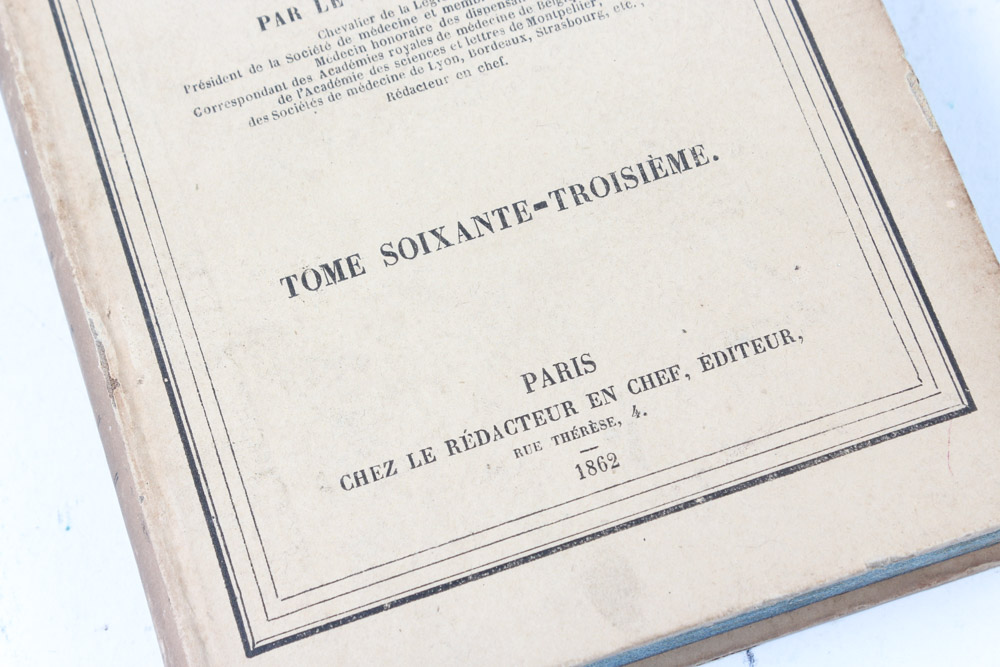 PAR LE
Chevalier de la Légi
Président de la Société de médecine et memb
Médecin honoraire des dispensai
Correspondant des Académies royales de médecine de Belgi
de l'Académie des sciences et lettres de Montpellier,
des Sociétés de médecine de Lyon, Bordeaux, Strasbourg, etc.,
Rédacteur en chef.
TOME SOIXANTE-TROISIÈME.
PARIS
CHEZ LE RÉDACTEUR EN CHEF, ÉDITEUR,
RUE THÉRÈSE, 4.
1862